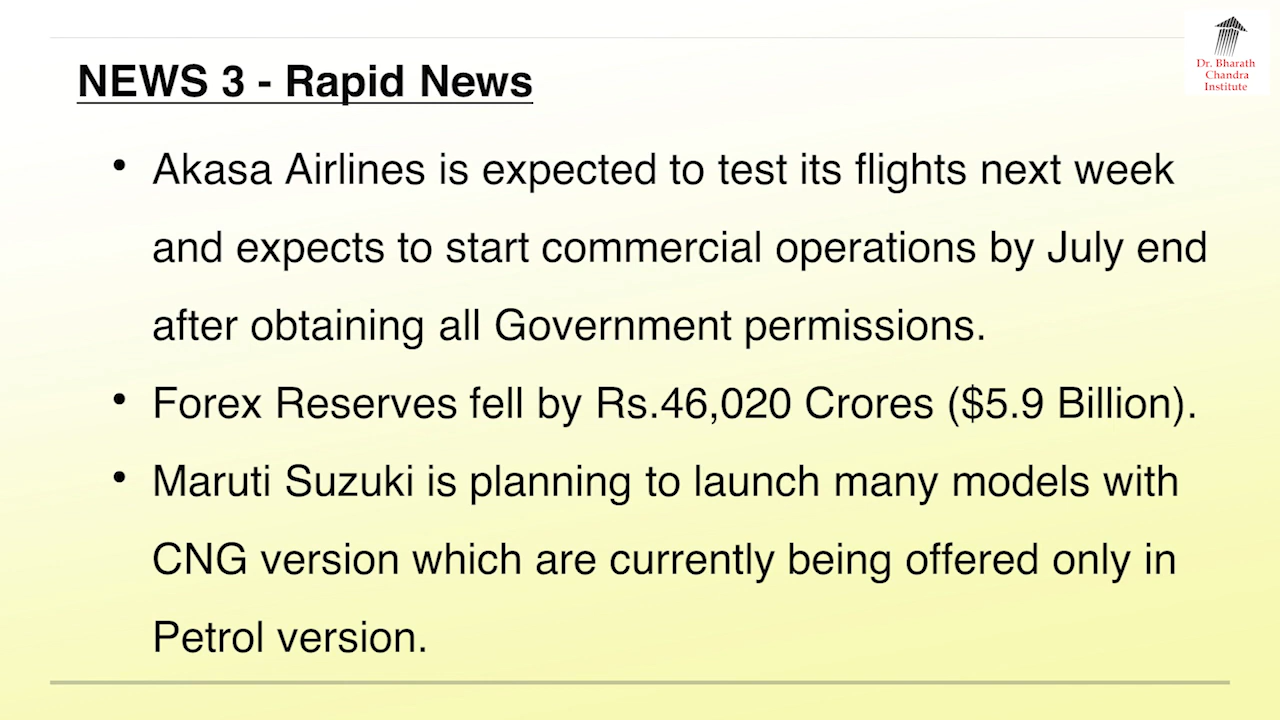 Dr. Bharath
Chandra
Institute
NEWS 3 - Rapid News
• Akasa Airlines is expected to test its flights next week
and expects to start commercial operations by July end
after obtaining all Government permissions.
• Forex Reserves fell by Rs.46,020 Crores ($5.9 Billion).
• Maruti Suzuki is planning to launch many models with
CNG version which are currently being offered only in
Petrol version.